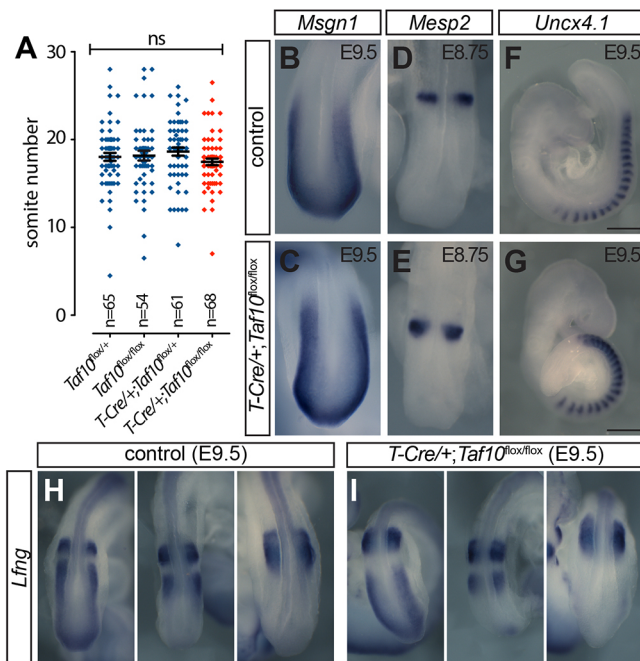 A
ns
somite number
30
20
10
0
n=65
n=54
n=61
n=68
Taf10flox/+
Taf10flox/flox
T-Cre/+;Taf10flox/+
T-Cre/+;Taf10flox/flox
Msgn1
Mesp2
Uncx4.1
control
B
E9.5
D
E8.75
F
E9.5
T-Cre/+;Taf10flox/flox
C
E9.5
E
E8.75
G
E9.5
control (E9.5)
T-Cre/+;Taf10flox/flox (E9.5)
Lfng
H
I